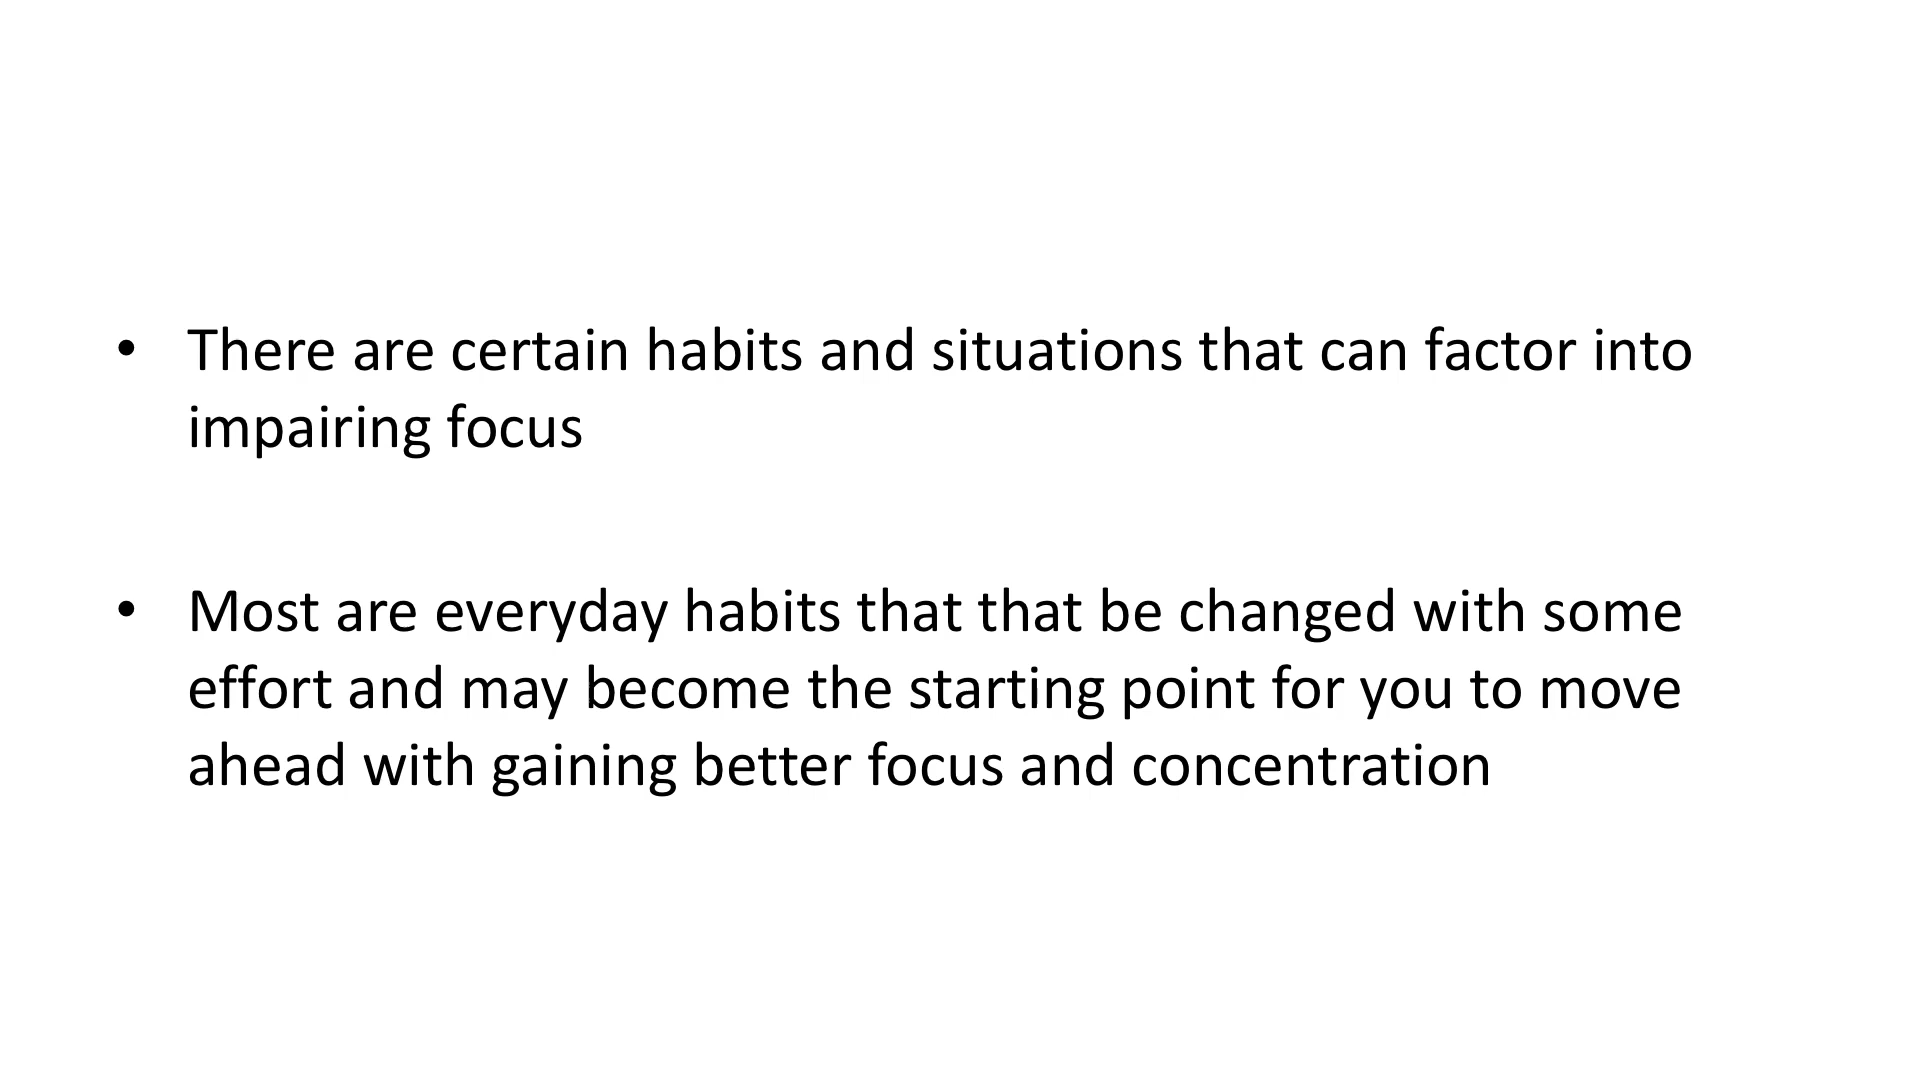 • There are certain habits and situations that can factor into
impairing focus
• Most are everyday habits that that be changed with some
effort and may become the starting point for you to move
ahead with gaining better focus and concentration